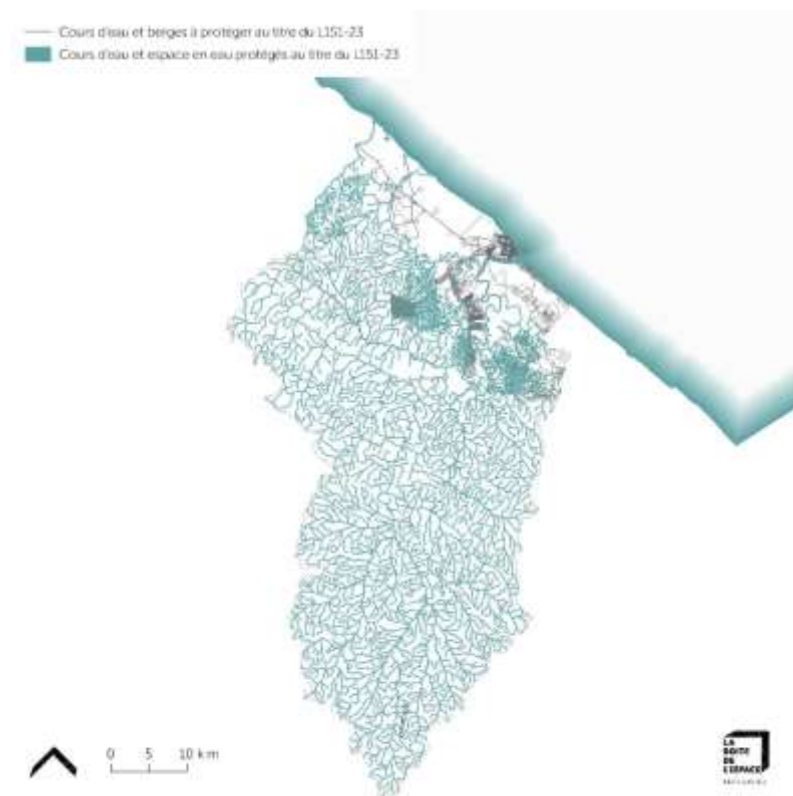 Cours d'eau et berges à protéger au titre du L151-23
Cours d'eau et espace en eau protégés au titre du L151-23
0 5 10 km
LA
BOITE
DE
L'ESPACE